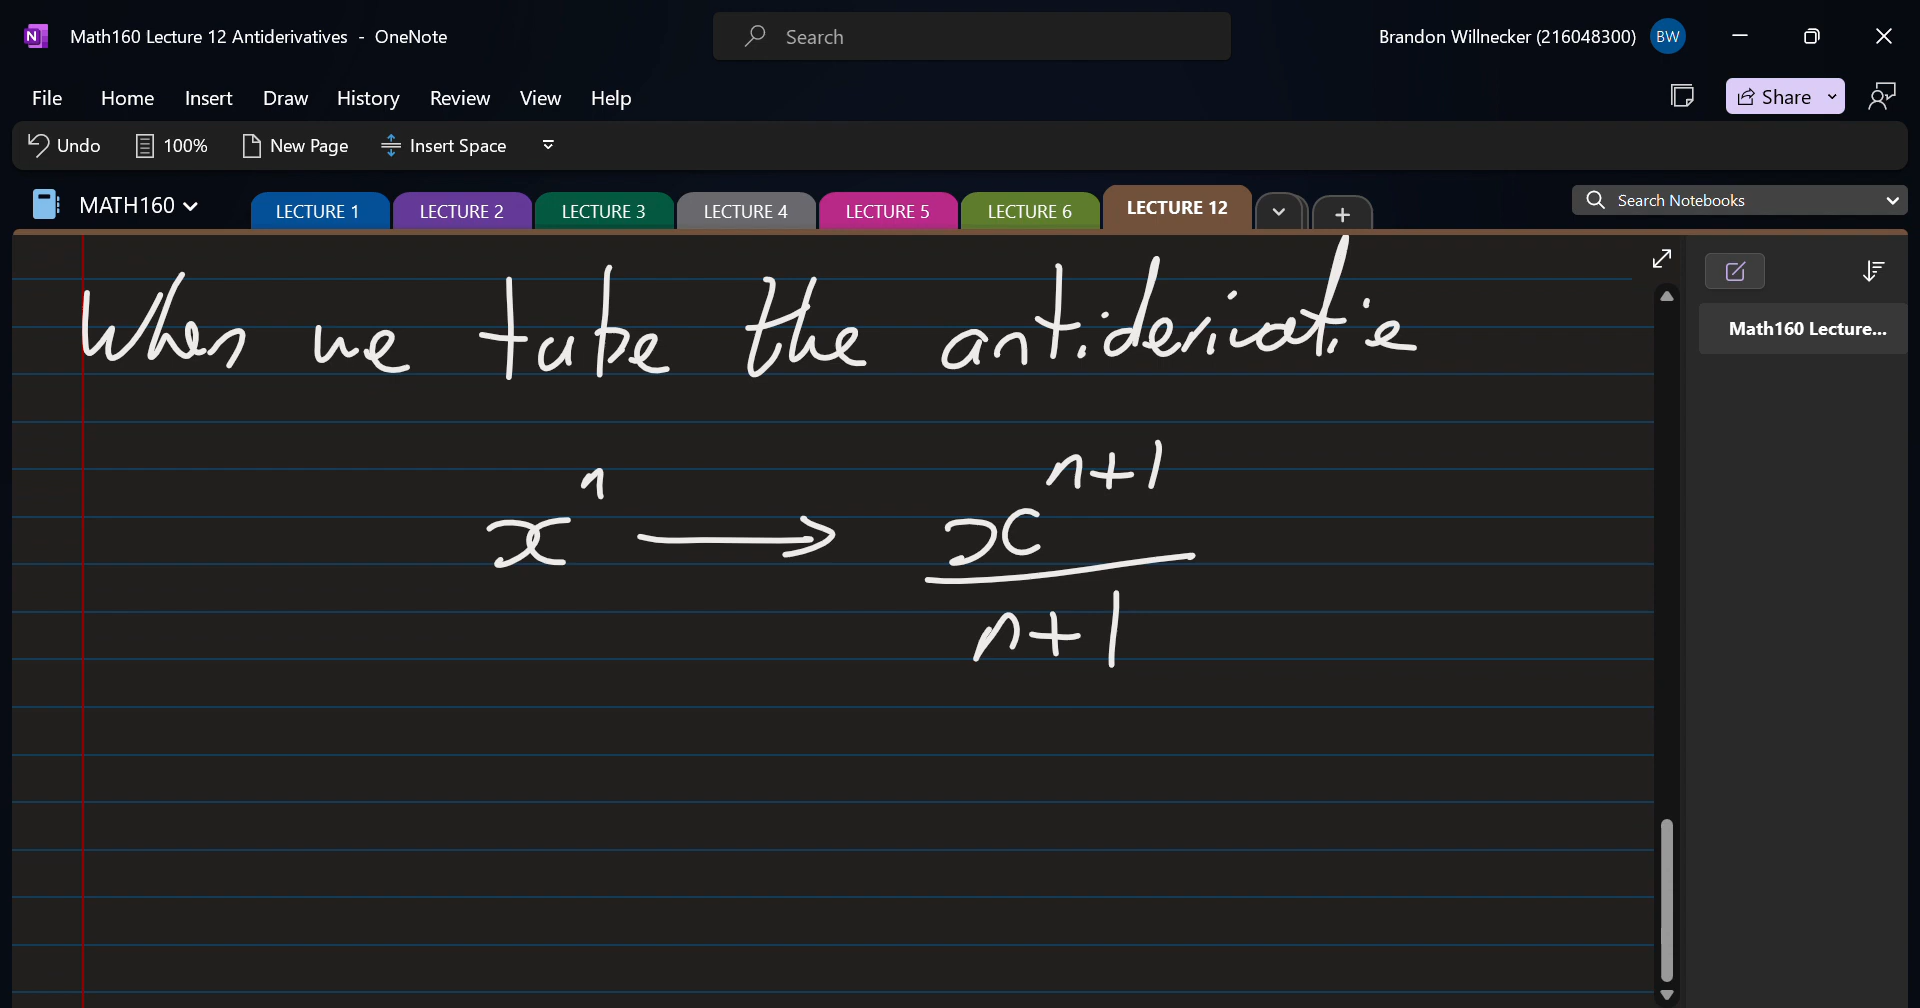 Math160 Lecture 12 Antiderivatives - OneNote
Search
Brandon Willnecker (216048300) BW
File Home Insert Draw History Review View Help
Share
Undo 100% New Page Insert Space
MATH160 LECTURE 1 LECTURE 2 LECTURE 3 LECTURE 4 LECTURE 5 LECTURE 6 LECTURE 12 + Search Notebooks
When we take the antiderivatie
Math160 Lecture...
x^n → x^(n+1)
n+1